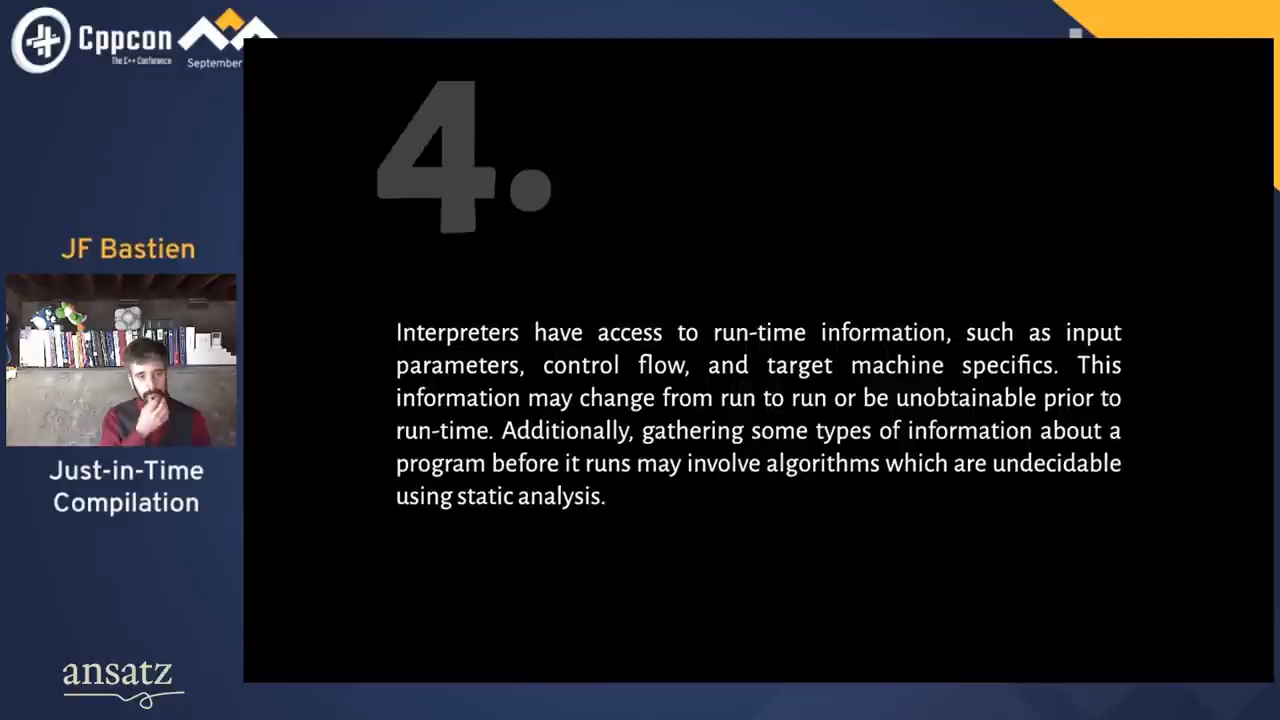 Cppcon
The C++ Conference
September
4.
JF Bastien
Interpreters have access to run-time information, such as input
parameters, control flow, and target machine specifics. This
information may change from run to run or be unobtainable prior to
run-time. Additionally, gathering some types of information about a
program before it runs may involve algorithms which are undecidable
using static analysis.
Just-in-Time
Compilation
ansatz